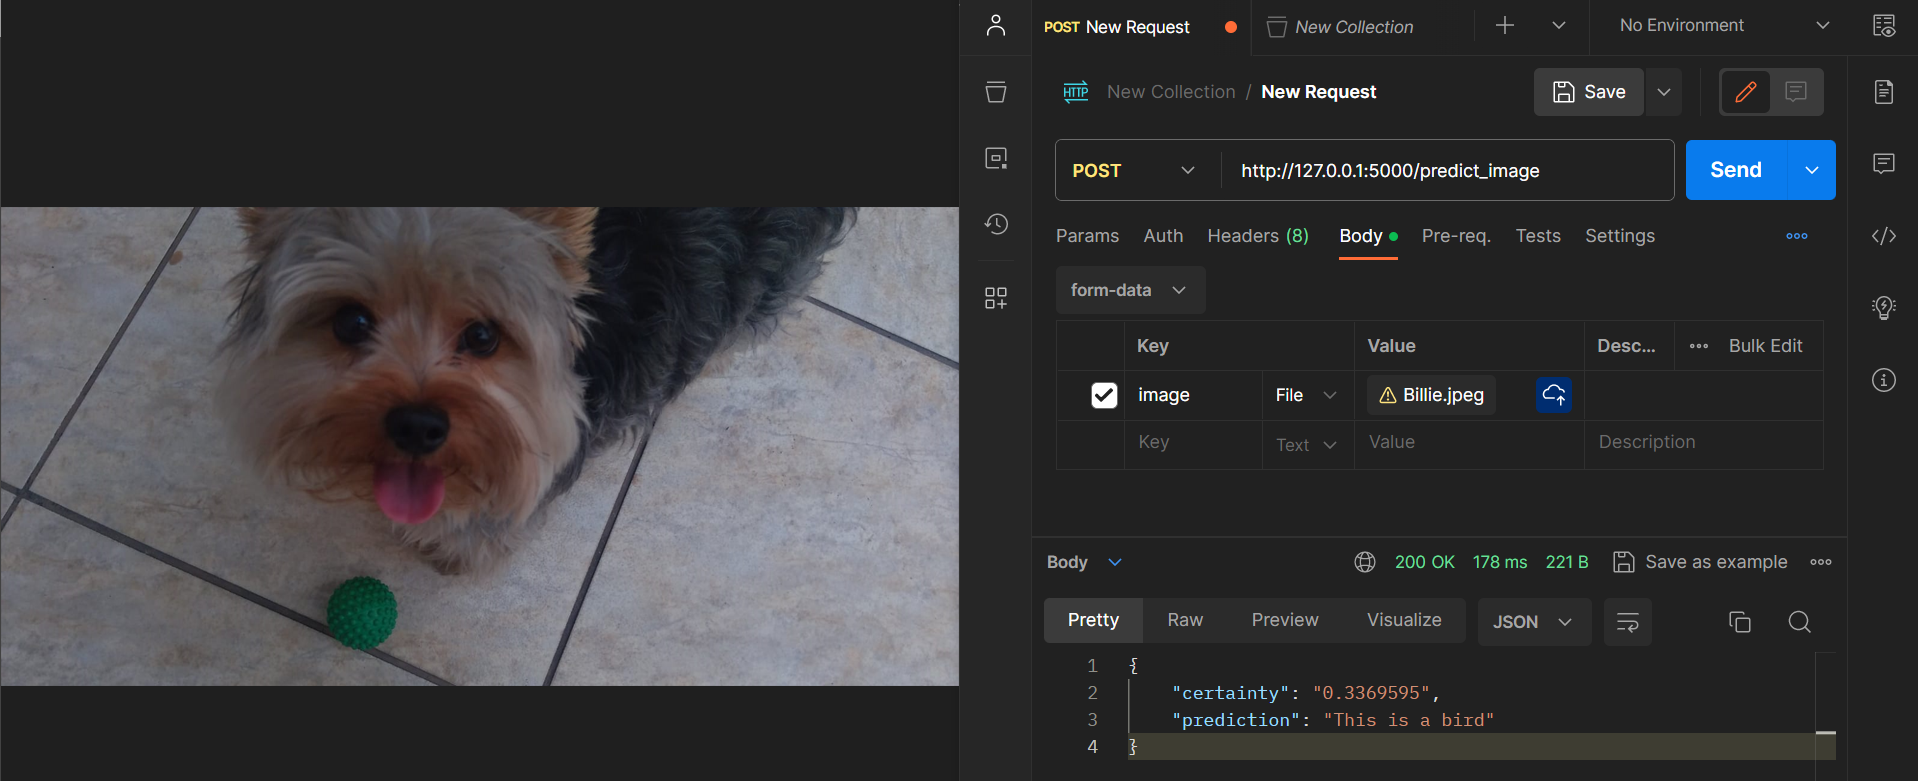 POST New Request
New Collection
No Environment
HTTP New Collection / New Request
Save
POST
http://127.0.0.1:5000/predict_image
Send
Params Auth Headers (8) Body Pre-req. Tests Settings
form-data
Key Value Desc... Bulk Edit
image File Billie.jpeg
Key Text Value Description
Body 200 OK 178 ms 221 B Save as example
Pretty Raw Preview Visualize JSON
1 {
2 "certainty": "0.3369595",
3 "prediction": "This is a bird"
4 }